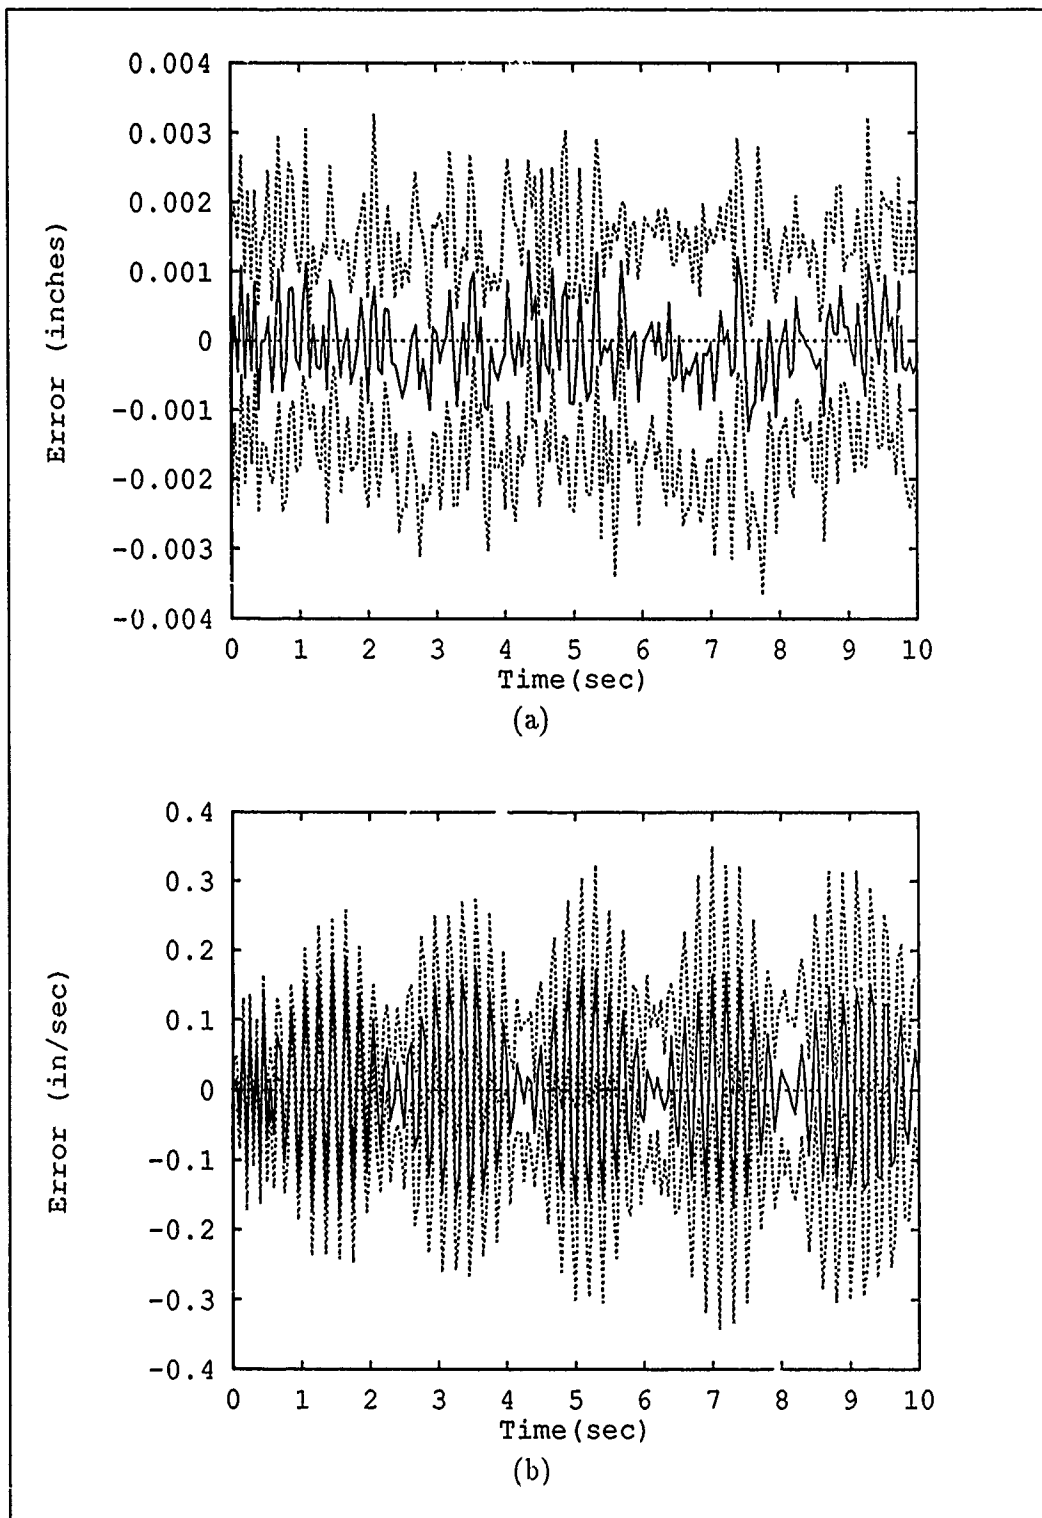 0.004
0.003
0.002
0.001
0
-0.001
-0.002
-0.003
-0.004
Error (inches)
0 1 2 3 4 5 6 7 8 9 10
Time(sec)
(a)
0.4
0.3
0.2
0.1
0
-0.1
-0.2
-0.3
-0.4
Error (in/sec)
0 1 2 3 4 5 6 7 8 9 10
Time(sec)
(b)